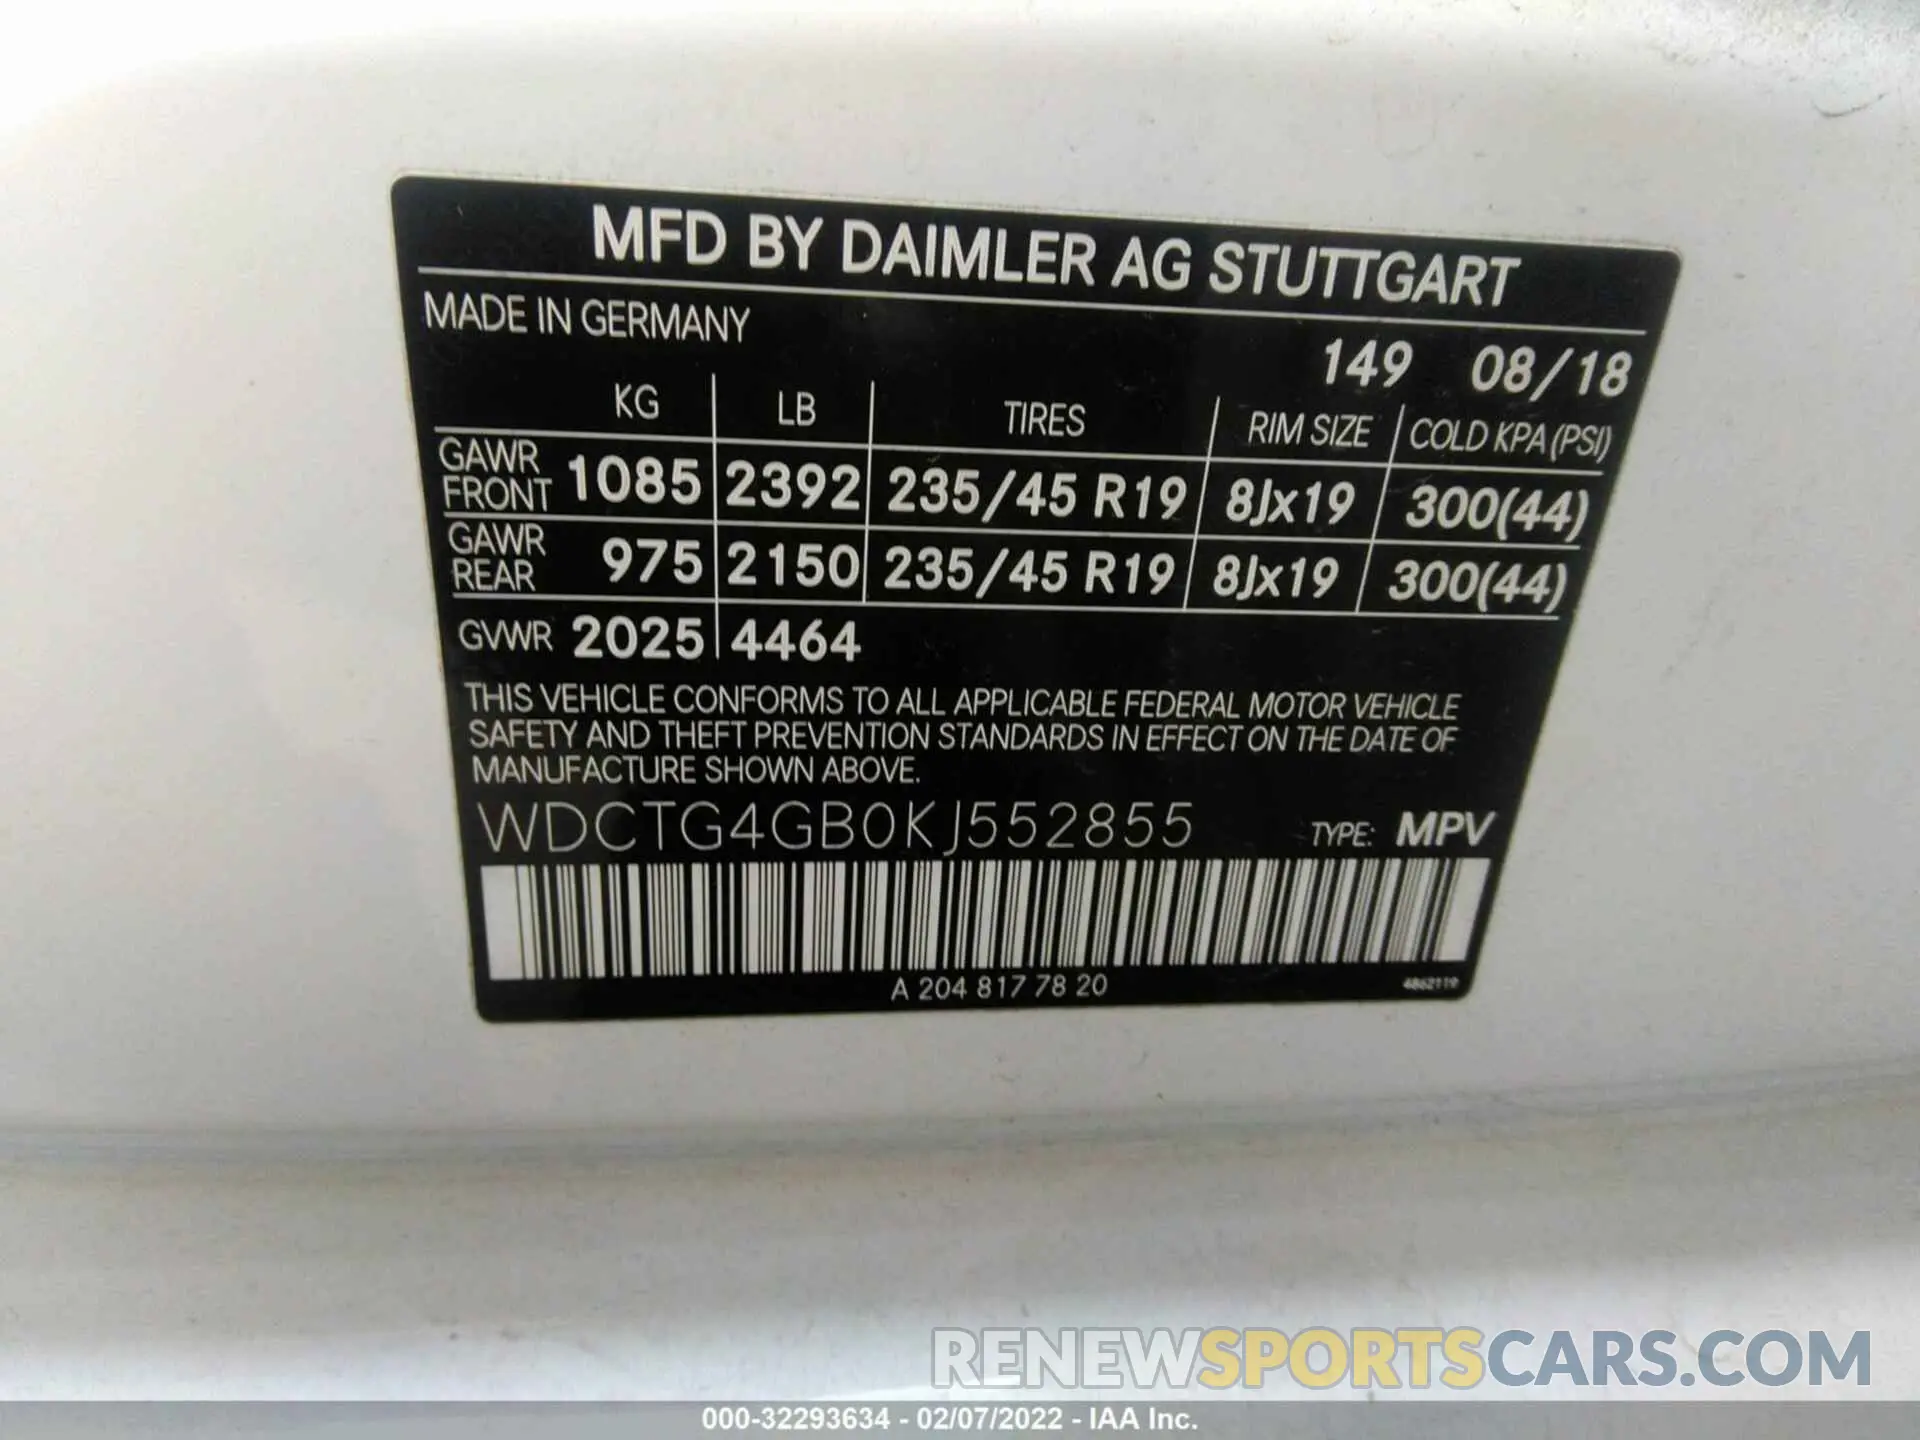 MFD BY DAIMLER AG STUTTGART
MADE IN GERMANY
149 08/18
KG LB TIRES RIM SIZE COLD KPA (PSI)
GAWR FRONT 1085 2392 235/45 R19 8Jx19 300(44)
GAWR REAR 975 2150 235/45 R19 8Jx19 300(44)
GVWR 2025 4464
THIS VEHICLE CONFORMS TO ALL APPLICABLE FEDERAL MOTOR VEHICLE
SAFETY AND THEFT PREVENTION STANDARDS IN EFFECT ON THE DATE OF
MANUFACTURE SHOWN ABOVE.
WDCTG4GB0KJ552855 TYPE: MPV
A 204 817 78 20 4862119
RENEWSPORTSCARS.COM
000-32293634 - 02/07/2022 - IAA Inc.